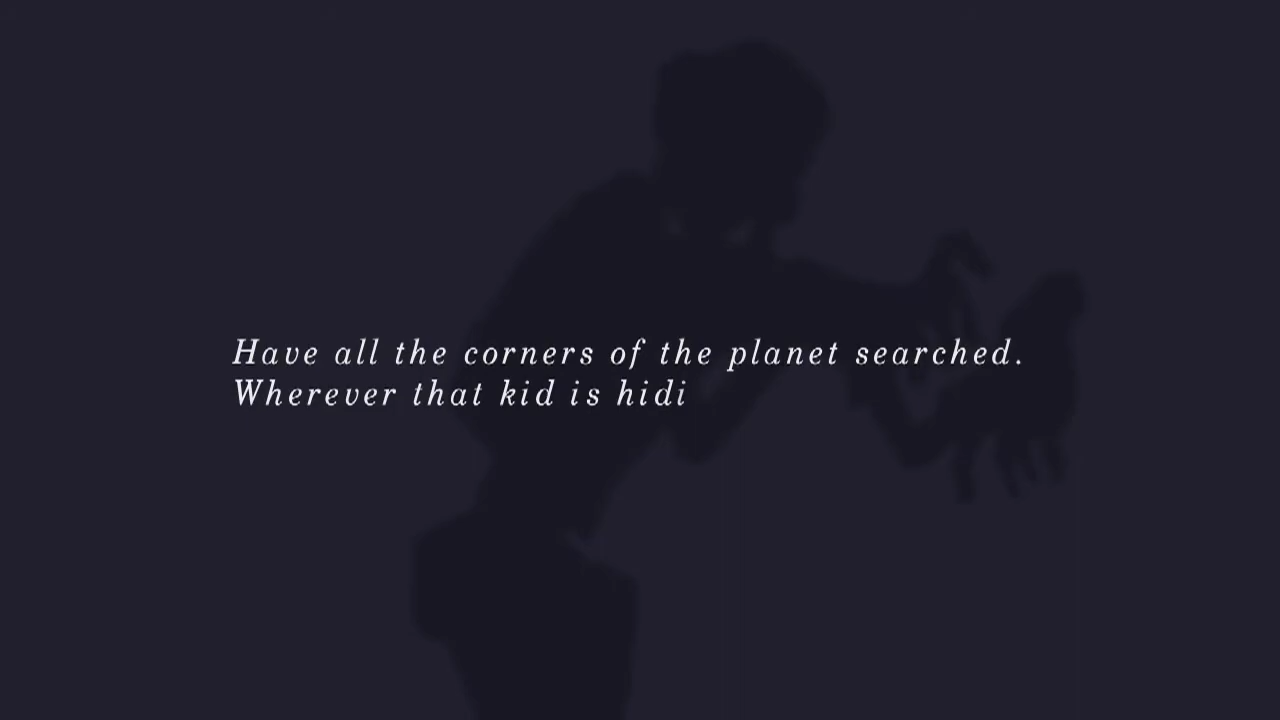 Have all the corners of the planet searched.
Wherever that kid is hidi